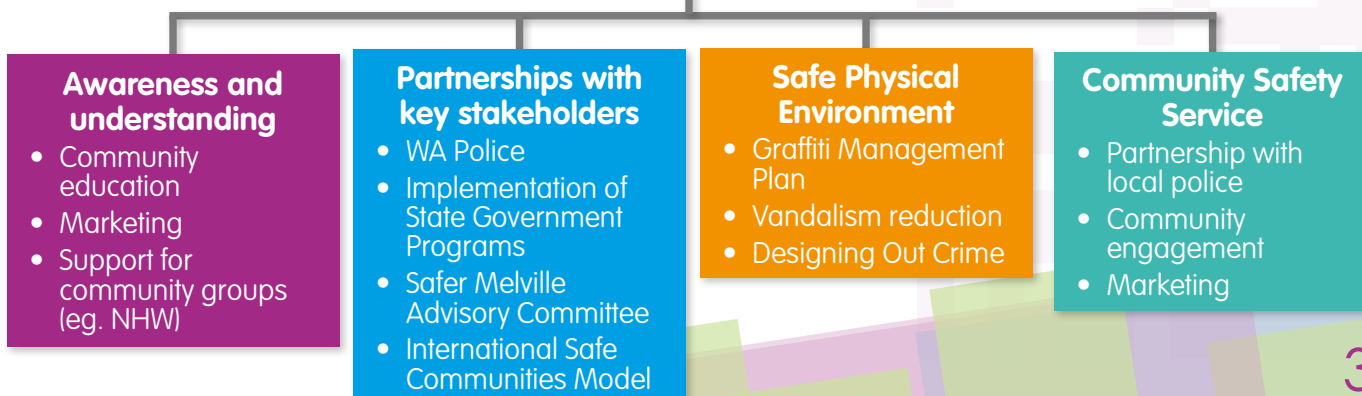 Awareness and
understanding
• Community
education
• Marketing
• Support for
community groups
(eg. NHW)
Partnerships with
key stakeholders
• WA Police
• Implementation of
State Government
Programs
• Safer Melville
Advisory Committee
• International Safe
Communities Model
Safe Physical
Environment
• Graffiti Management
Plan
• Vandalism reduction
• Designing Out Crime
Community Safety
Service
• Partnership with
local police
• Community
engagement
• Marketing